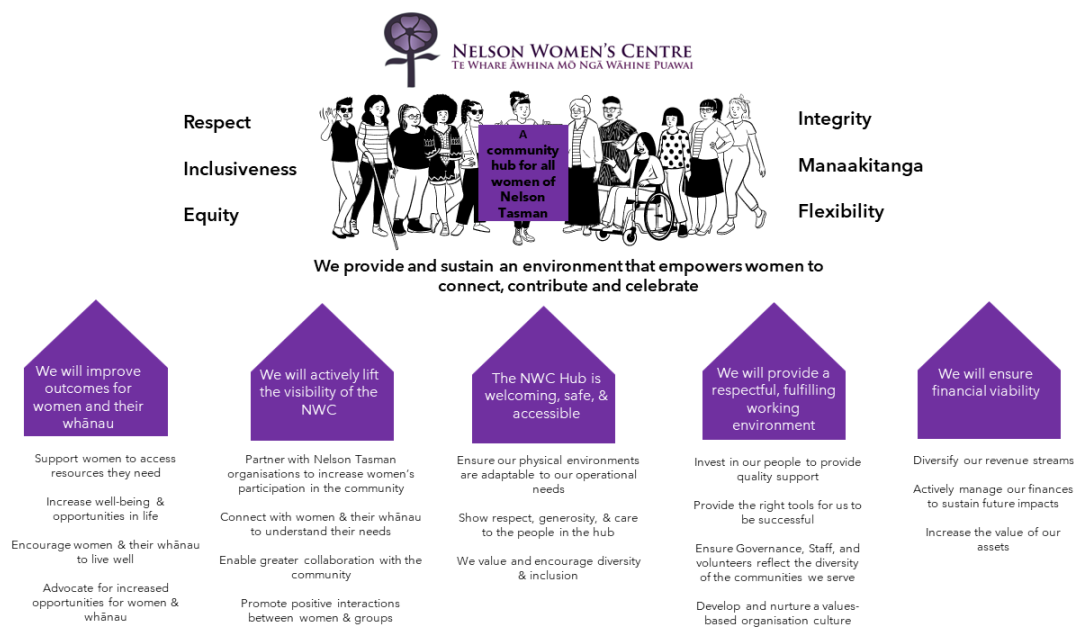 NELSON WOMEN'S CENTRE
TE WHARE ĀWHINA MŌ NGĀ WĀHINE PUAWAI
Respect
Inclusiveness
Equity
A
community
hub for all
women of
Nelson
Tasman
Integrity
Manaakitanga
Flexibility
We provide and sustain an environment that empowers women to
connect, contribute and celebrate
We will improve
outcomes for
women and their
whānau
Support women to access
resources they need
Increase well-being &
opportunities in life
Encourage women & their whānau
to live well
Advocate for increased
opportunities for women &
whānau
We will actively lift
the visibility of the
NWC
Partner with Nelson Tasman
organisations to increase women's
participation in the community
Connect with women & their whānau
to understand their needs
Enable greater collaboration with the
community
Promote positive interactions
between women & groups
The NWC Hub is
welcoming, safe, &
accessible
Ensure our physical environments
are adaptable to our operational
needs
Show respect, generosity, & care
to the people in the hub
We value and encourage diversity
& inclusion
We will provide a
respectful, fulfilling
working
environment
Invest in our people to provide
quality support
Provide the right tools for us to
be successful
Ensure Governance, Staff, and
volunteers reflect the diversity
of the communities we serve
Develop and nurture a values-
based organisation culture
We will ensure
financial viability
Diversify our revenue streams
Actively manage our finances
to sustain future impacts
Increase the value of our
assets